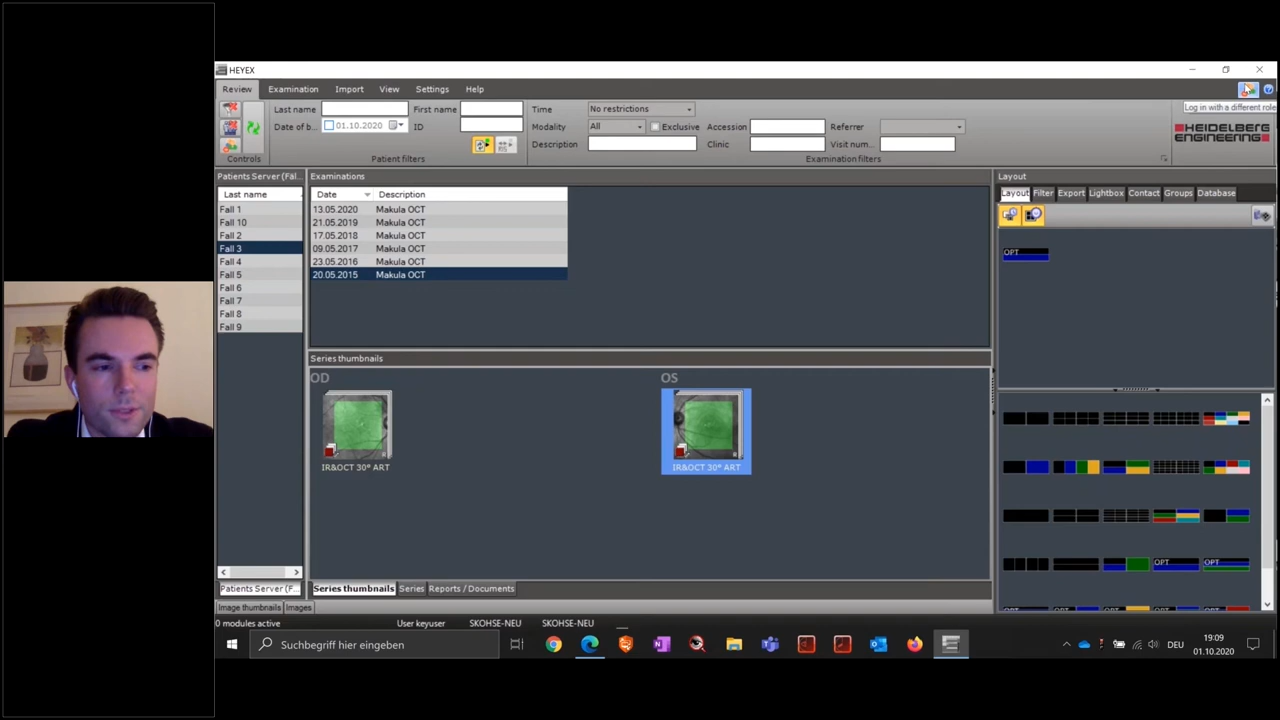 HEYEX
Review Examination Import View Settings Help
Log in with a different role
Last name First name Time No restrictions
Date of b... 01.10.2020 ID Modality All Exclusive Accession Referrer
Description Clinic Visit num...
HEIDELBERG
ENGINEERING
Controls Patient filters Examination filters
Patients Server (Fäl... Examinations Layout
Last name Date Description Layout Filter Export Lightbox Contact Groups Database
Fall 1 13.05.2020 Makula OCT
Fall 10 21.05.2019 Makula OCT
Fall 2 17.05.2018 Makula OCT
Fall 3 09.05.2017 Makula OCT
Fall 4 23.05.2016 Makula OCT
Fall 5 20.05.2015 Makula OCT
Fall 6
Fall 7
Fall 8
Fall 9
OPT
Series thumbnails
OD OS
IR&OCT 30° ART IR&OCT 30° ART
OPT OPT
Patients Server (F... Series thumbnails Series Reports / Documents
Image thumbnails Images
0 modules active User keyuser SKOHSE-NEU SKOHSE-NEU
Suchbegriff hier eingeben DEU 19:09
01.10.2020